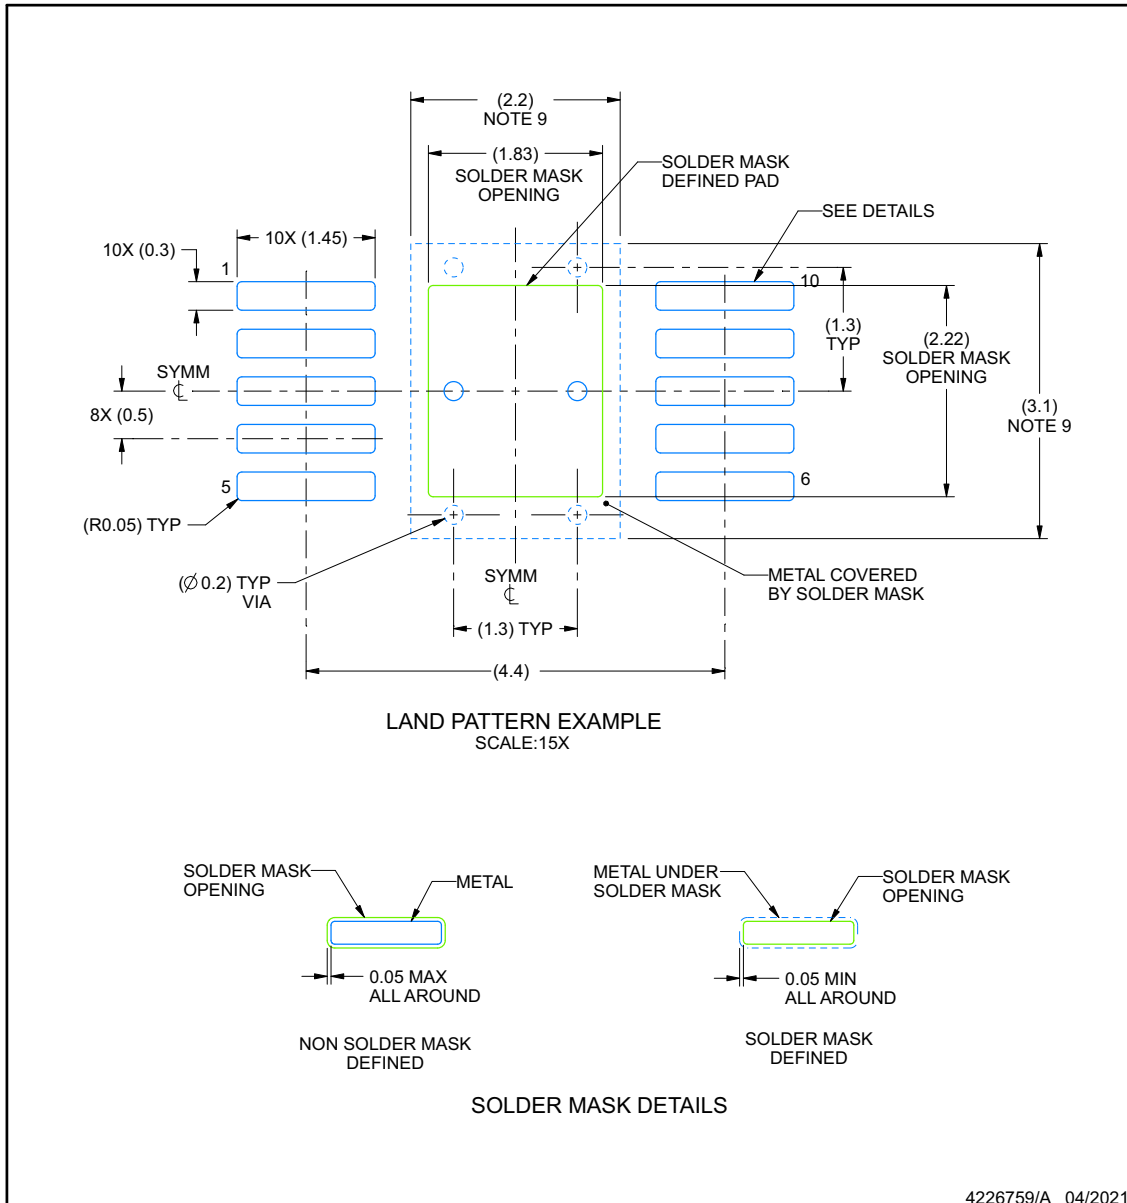 (2.2)
NOTE 9
(1.83)
SOLDER MASK
OPENING
SOLDER MASK
DEFINED PAD
SEE DETAILS
10X (1.45)
10X (0.3)
1
10
(1.3)
TYP
(2.22)
SOLDER MASK
OPENING
SYMM
℄
8X (0.5)
(3.1)
NOTE 9
5
6
(R0.05) TYP
(∅0.2) TYP
VIA
SYMM
℄
METAL COVERED
BY SOLDER MASK
(1.3) TYP
(4.4)
LAND PATTERN EXAMPLE
SCALE:15X
SOLDER MASK
OPENING
METAL
0.05 MAX
ALL AROUND
NON SOLDER MASK
DEFINED
METAL UNDER
SOLDER MASK
SOLDER MASK
OPENING
0.05 MIN
ALL AROUND
SOLDER MASK
DEFINED
SOLDER MASK DETAILS
4226759/A 04/2021